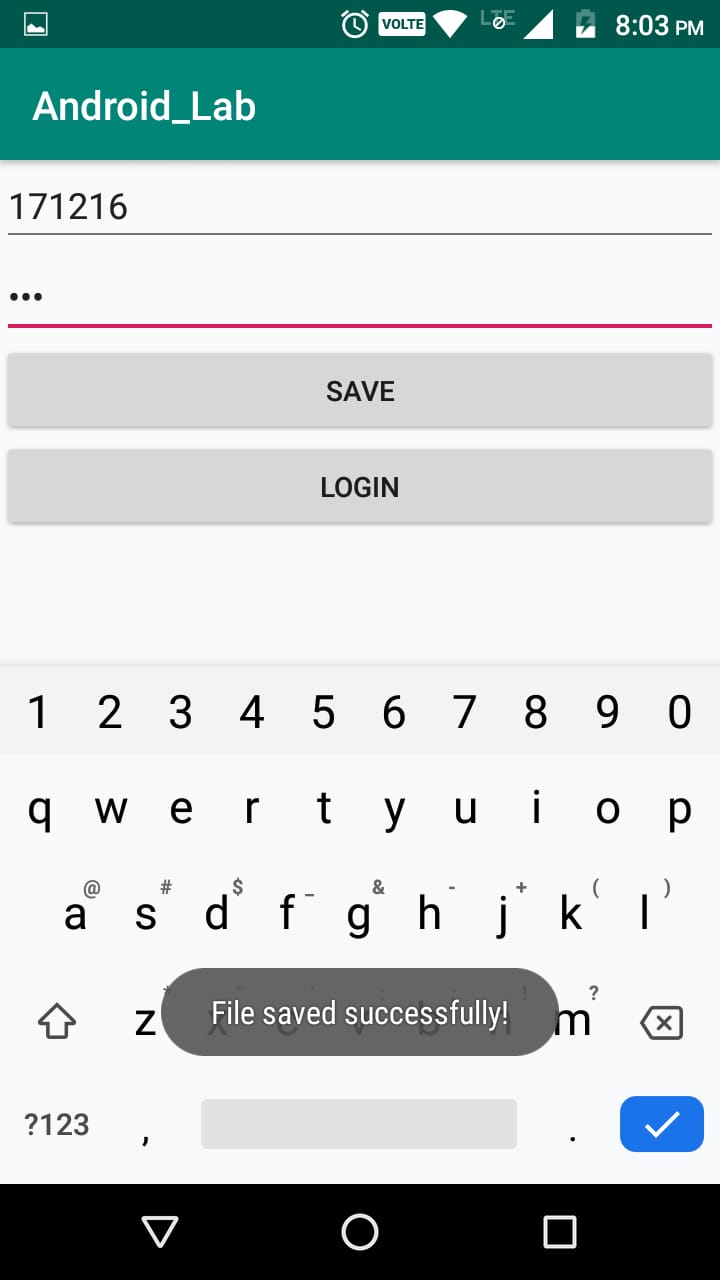 VOLTE LTE 8:03 PM
Android_Lab
171216
•••
SAVE
LOGIN
1 2 3 4 5 6 7 8 9 0
q w e r t y u i o p
@ # $ _ & - + ( )
a s d f g h j k l
! ?
z m
File saved successfully!
?123 , .